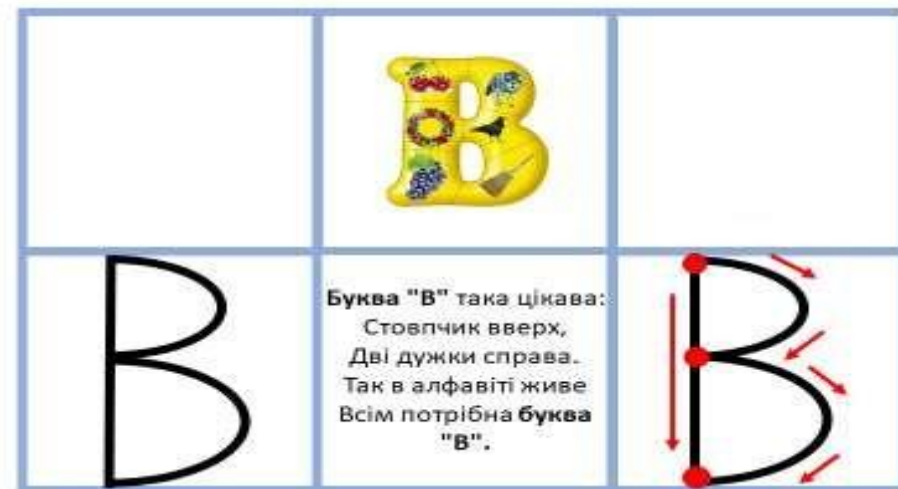 В
Буква "В" така цікава:
Стовпчик вверх,
Дві дужки справа.
Так в алфавіті живе
Всім потрібна буква
"В".
В
В